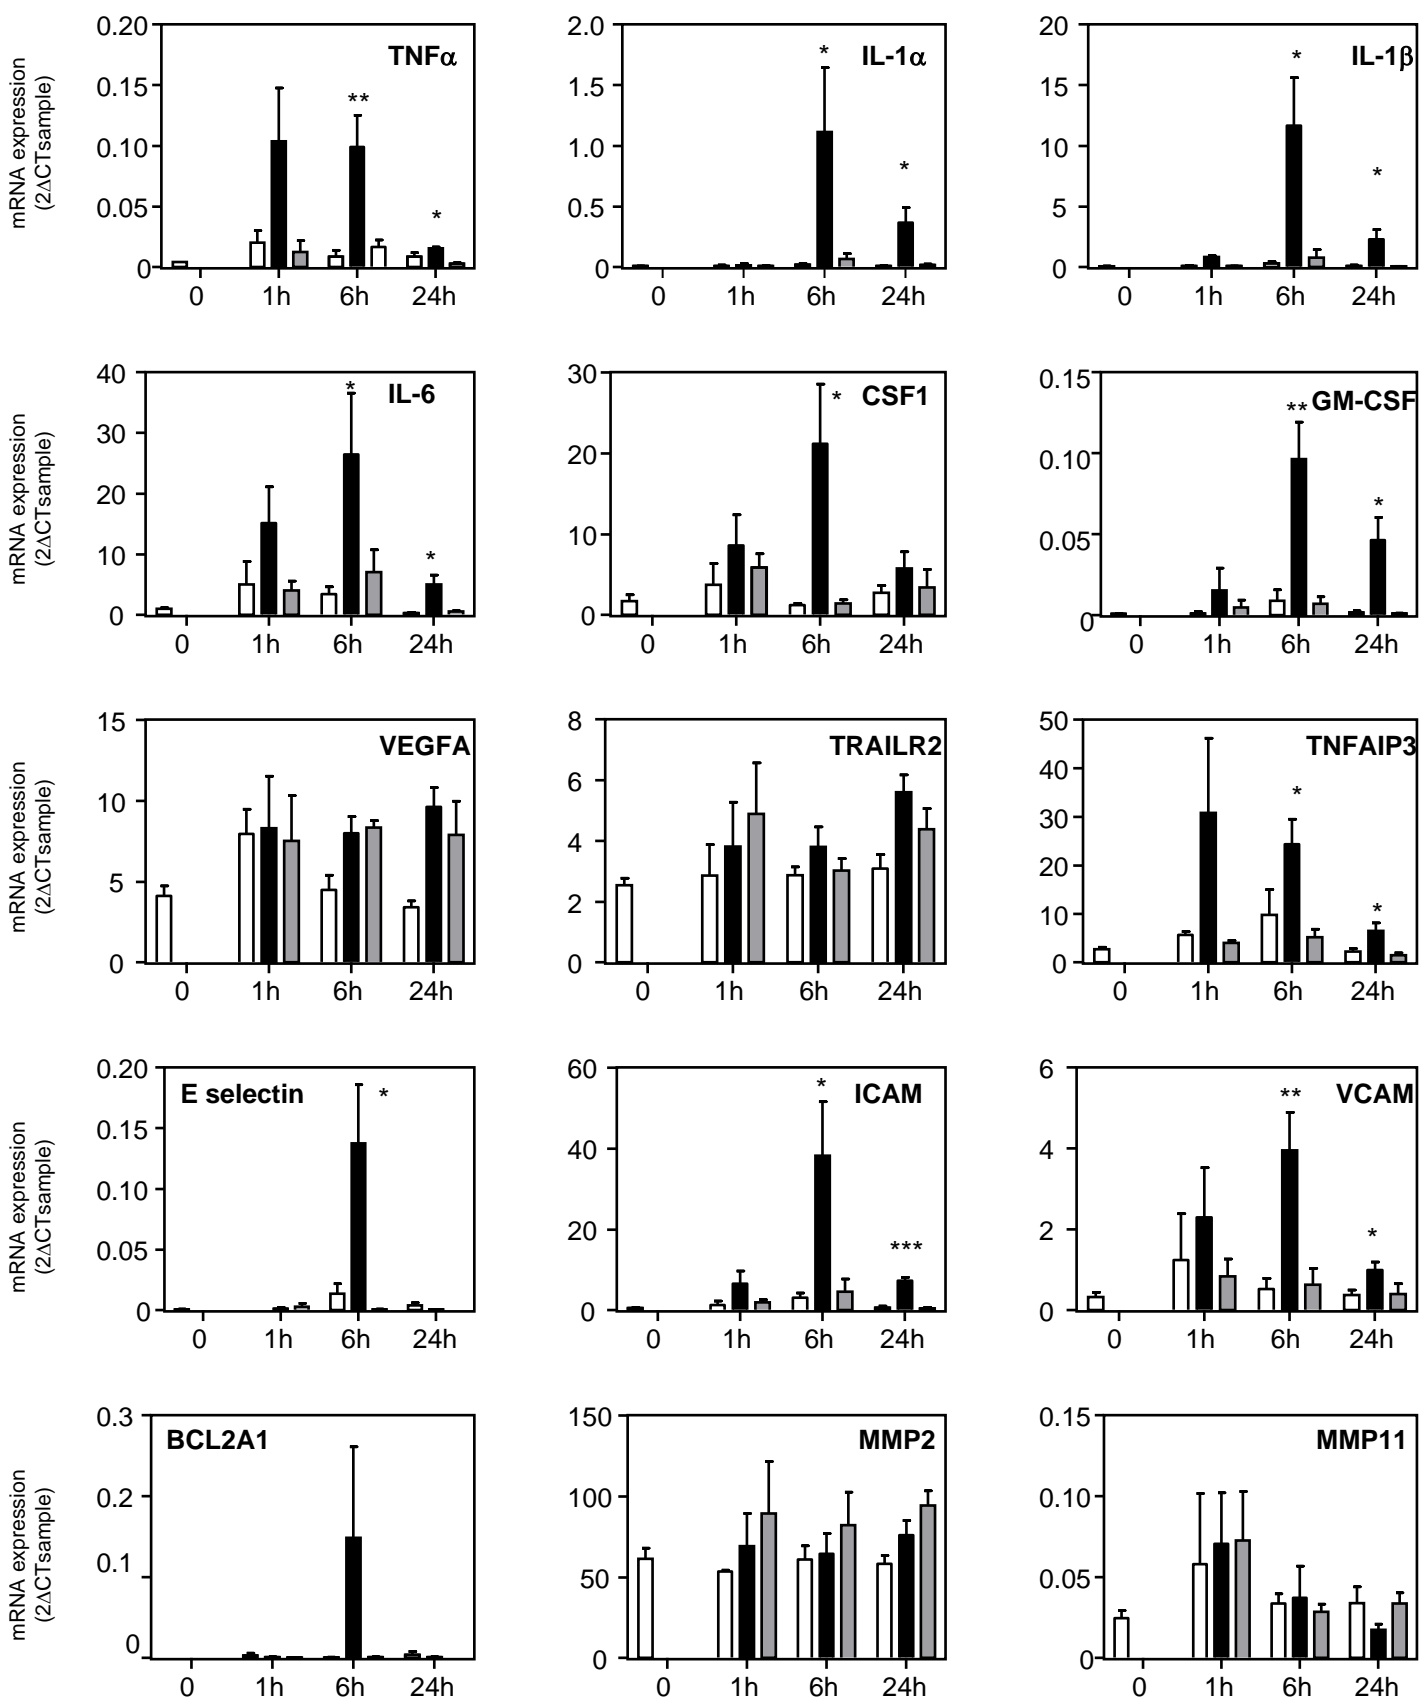 mRNA expression
(2ΔCTsample)
0.20
0.15
0.10
0.05
0
TNFα
**
*
0 1h 6h 24h
2.0
1.5
1.0
0.5
0
IL-1α
*
*
0 1h 6h 24h
20
15
10
5
0
IL-1β
*
*
0 1h 6h 24h
mRNA expression
(2ΔCTsample)
40
30
20
10
0
IL-6
*
*
0 1h 6h 24h
30
20
10
0
* CSF1
0 1h 6h 24h
0.15
0.10
0.05
0
** GM-CSF
*
0 1h 6h 24h
mRNA expression
(2ΔCTsample)
15
10
5
0
VEGFA
0 1h 6h 24h
8
6
4
2
0
TRAILR2
0 1h 6h 24h
50
40
30
20
10
0
TNFAIP3
*
*
0 1h 6h 24h
mRNA expression
(2ΔCTsample)
0.20
0.15
0.10
0.05
0
E selectin *
0 1h 6h 24h
60
40
20
0
ICAM
*
***
0 1h 6h 24h
6
4
2
0
VCAM
**
*
0 1h 6h 24h
mRNA expression
(2ΔCTsample)
0.3
0.2
0.1
0
BCL2A1
0 1h 6h 24h
150
100
50
0
MMP2
0 1h 6h 24h
0.15
0.10
0.05
0
MMP11
0 1h 6h 24h